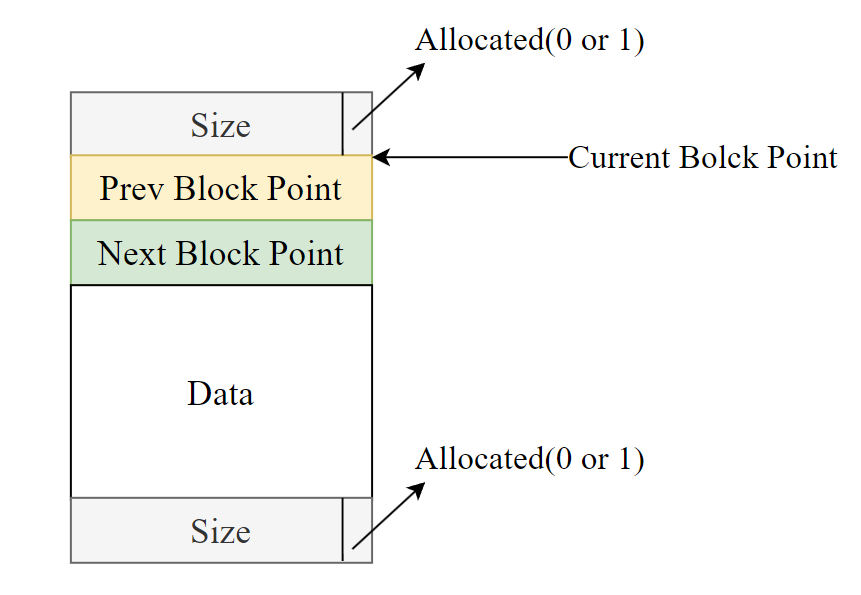 Allocated(0 or 1)
Size
Current Bolck Point
Prev Block Point
Next Block Point
Data
Allocated(0 or 1)
Size